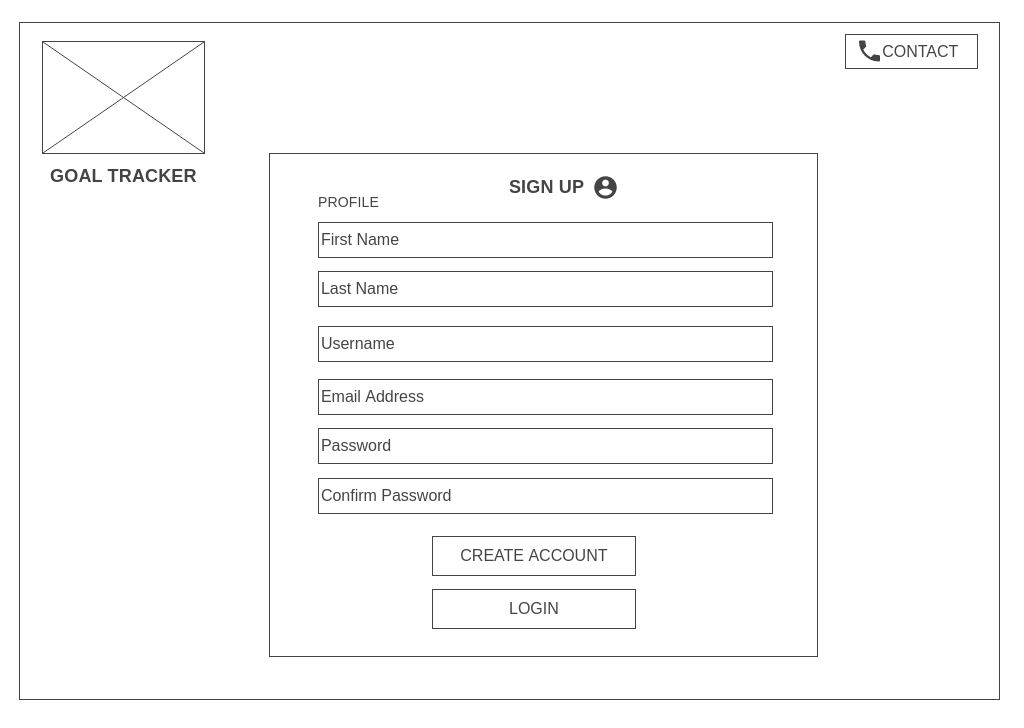 CONTACT
GOAL TRACKER
SIGN UP
PROFILE
First Name
Last Name
Username
Email Address
Password
Confirm Password
CREATE ACCOUNT
LOGIN